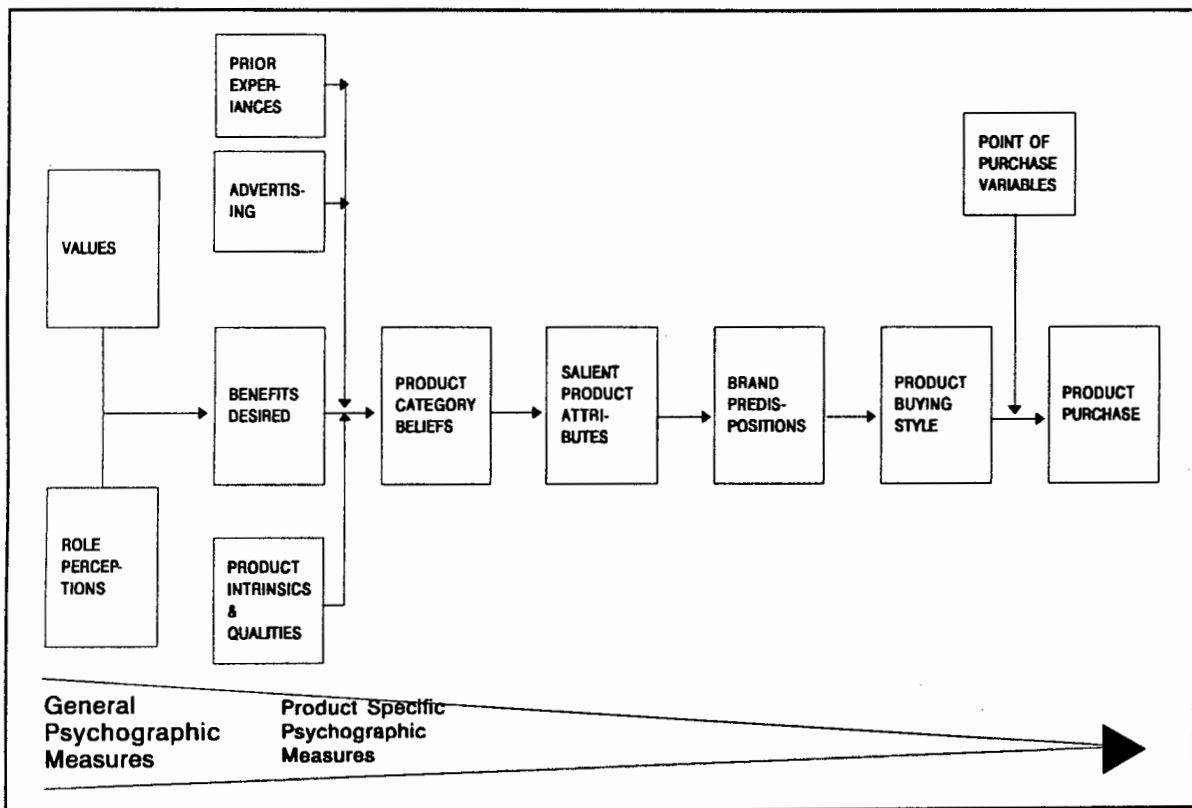 PRIOR
EXPER-
IANCES
ADVERTIS-
ING
POINT OF
PURCHASE
VARIABLES
VALUES
BENEFITS
DESIRED
PRODUCT
CATEGORY
BELIEFS
SALIENT
PRODUCT
ATTRI-
BUTES
BRAND
PREDIS-
POSITIONS
PRODUCT
BUYING
STYLE
PRODUCT
PURCHASE
ROLE
PERCEP-
TIONS
PRODUCT
INTRINSICS
&
QUALITIES
General
Psychographic
Measures
Product Specific
Psychographic
Measures